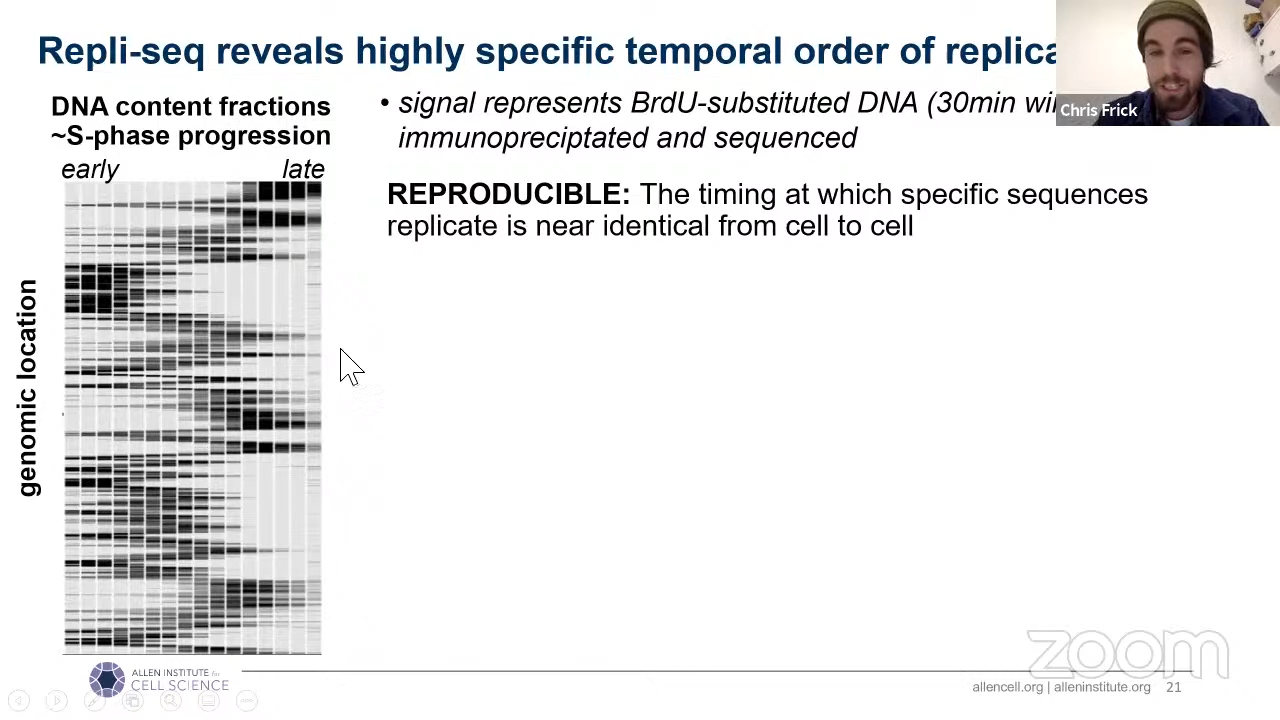 Repli-seq reveals highly specific temporal order of replica
Chris Frick
DNA content fractions
~S-phase progression
early late
genomic location
• signal represents BrdU-substituted DNA (30min wi
immunopreciptated and sequenced
REPRODUCIBLE: The timing at which specific sequences
replicate is near identical from cell to cell
ALLEN INSTITUTE for
CELL SCIENCE
zoom
allencell.org | alleninstitute.org 21